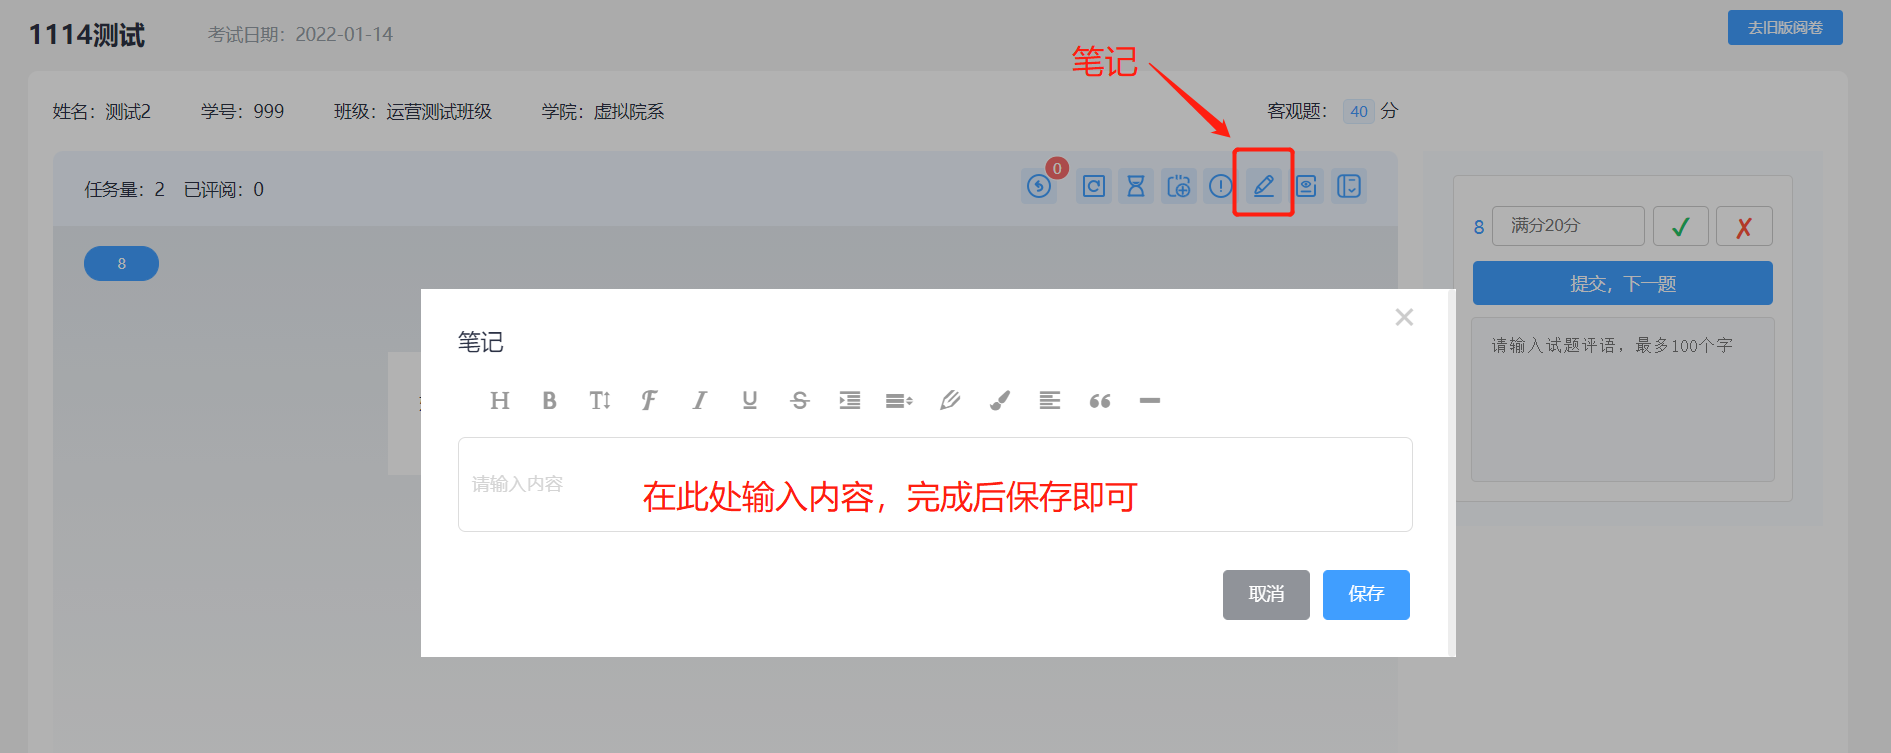 1114测试
考试日期：2022-01-14
去旧版阅卷
笔记
姓名：测试2 学号：999 班级：运营测试班级 学院：虚拟院系
客观题： 40 分
任务量：2 已评阅：0
0
8
8 满分20分
提交，下一题
请输入试题评语，最多100个字
笔记
请输入内容
在此处输入内容，完成后保存即可
取消 保存